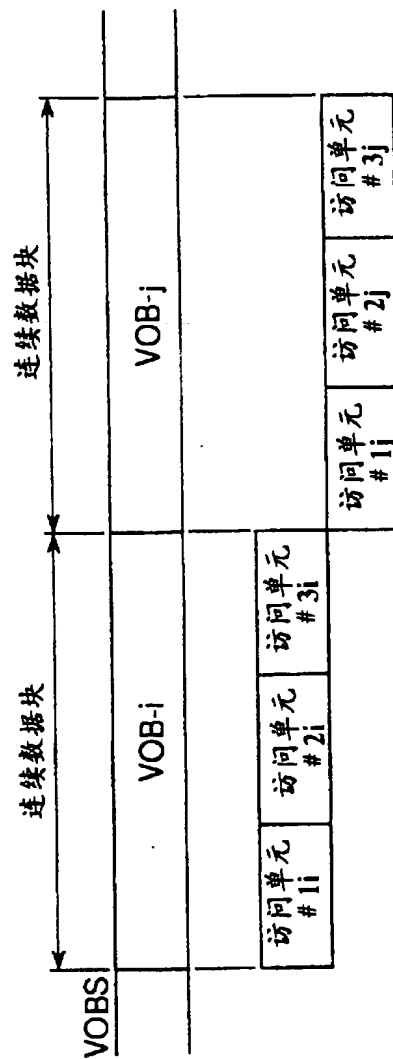 连续数据块
连续数据块
VOBS
VOB-i
VOB-j
访问单元
# 1i
访问单元
# 2i
访问单元
# 3i
访问单元
# 1j
访问单元
# 2j
访问单元
# 3j